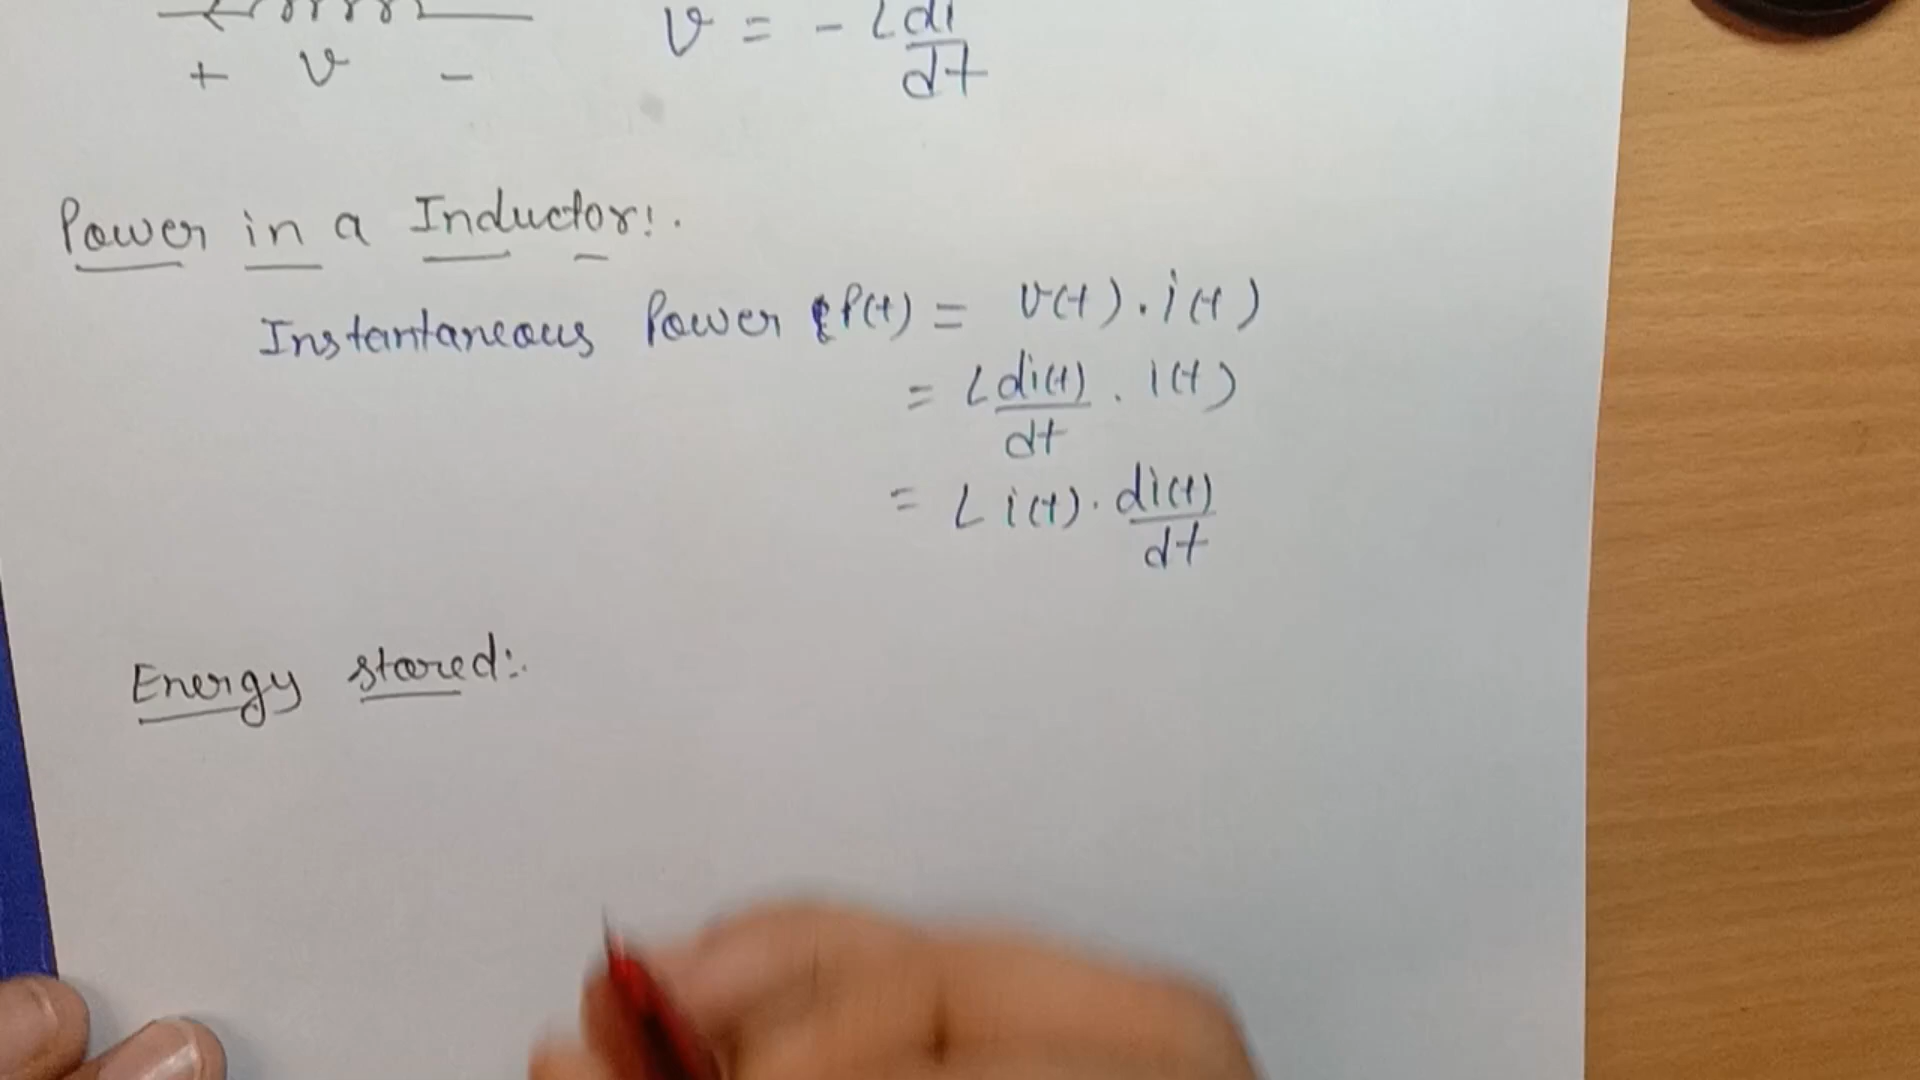 v = - L di/dt
+ v -
Power in a Inductor:.
Instantaneous Power P(t) = v(t) . i(t)
= L di(t)/dt . i(t)
= L i(t) . di(t)/dt
Energy stored:.